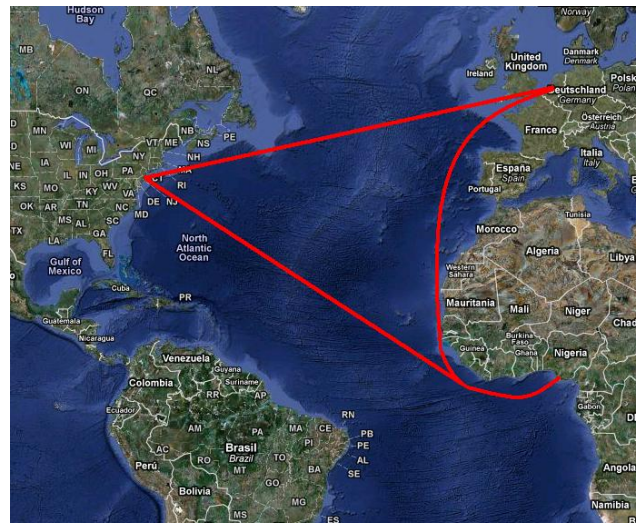 Hudson
Bay
Norway
MB
NL
United
Kingdom
Danmark
Denmark
Ireland
ON
QC
Deutschland
Germany
Polsk
Polan
MN
NB
PE
VT
ME
NS
Österreich
Austria
WI
MI
NY
NH
France
IA
PA
MA
Italia
Italy
NE
IL
IN
OH
CT
España
Spain
KS
MO
WV
RI
KY
VA
Portugal
OK
AR
TN
NC
DE
NJ
Tunisia
MS
AL
SC
MD
TX
GA
Morocco
LA
North
Atlantic
Ocean
Algeria
Libya
FL
Gulf of
Mexico
Western
Sahara
Cuba
PR
Mauritania
Mali
Niger
Chad
Guatemala
Nicaragua
Guinea
Burkina
Faso
Ghana
Nigeria
Venezuela
Guyana
Colombia
Suriname
RR
AP
Gabon
Ecuador
RN
AM
PA
MA
CE
PB
PI
PE
AC
Brasil
Brazil
TO
AL
Perú
RO
MT
BA
SE
Angola
GO
Bolivia
MG
Namibia
MS
ES